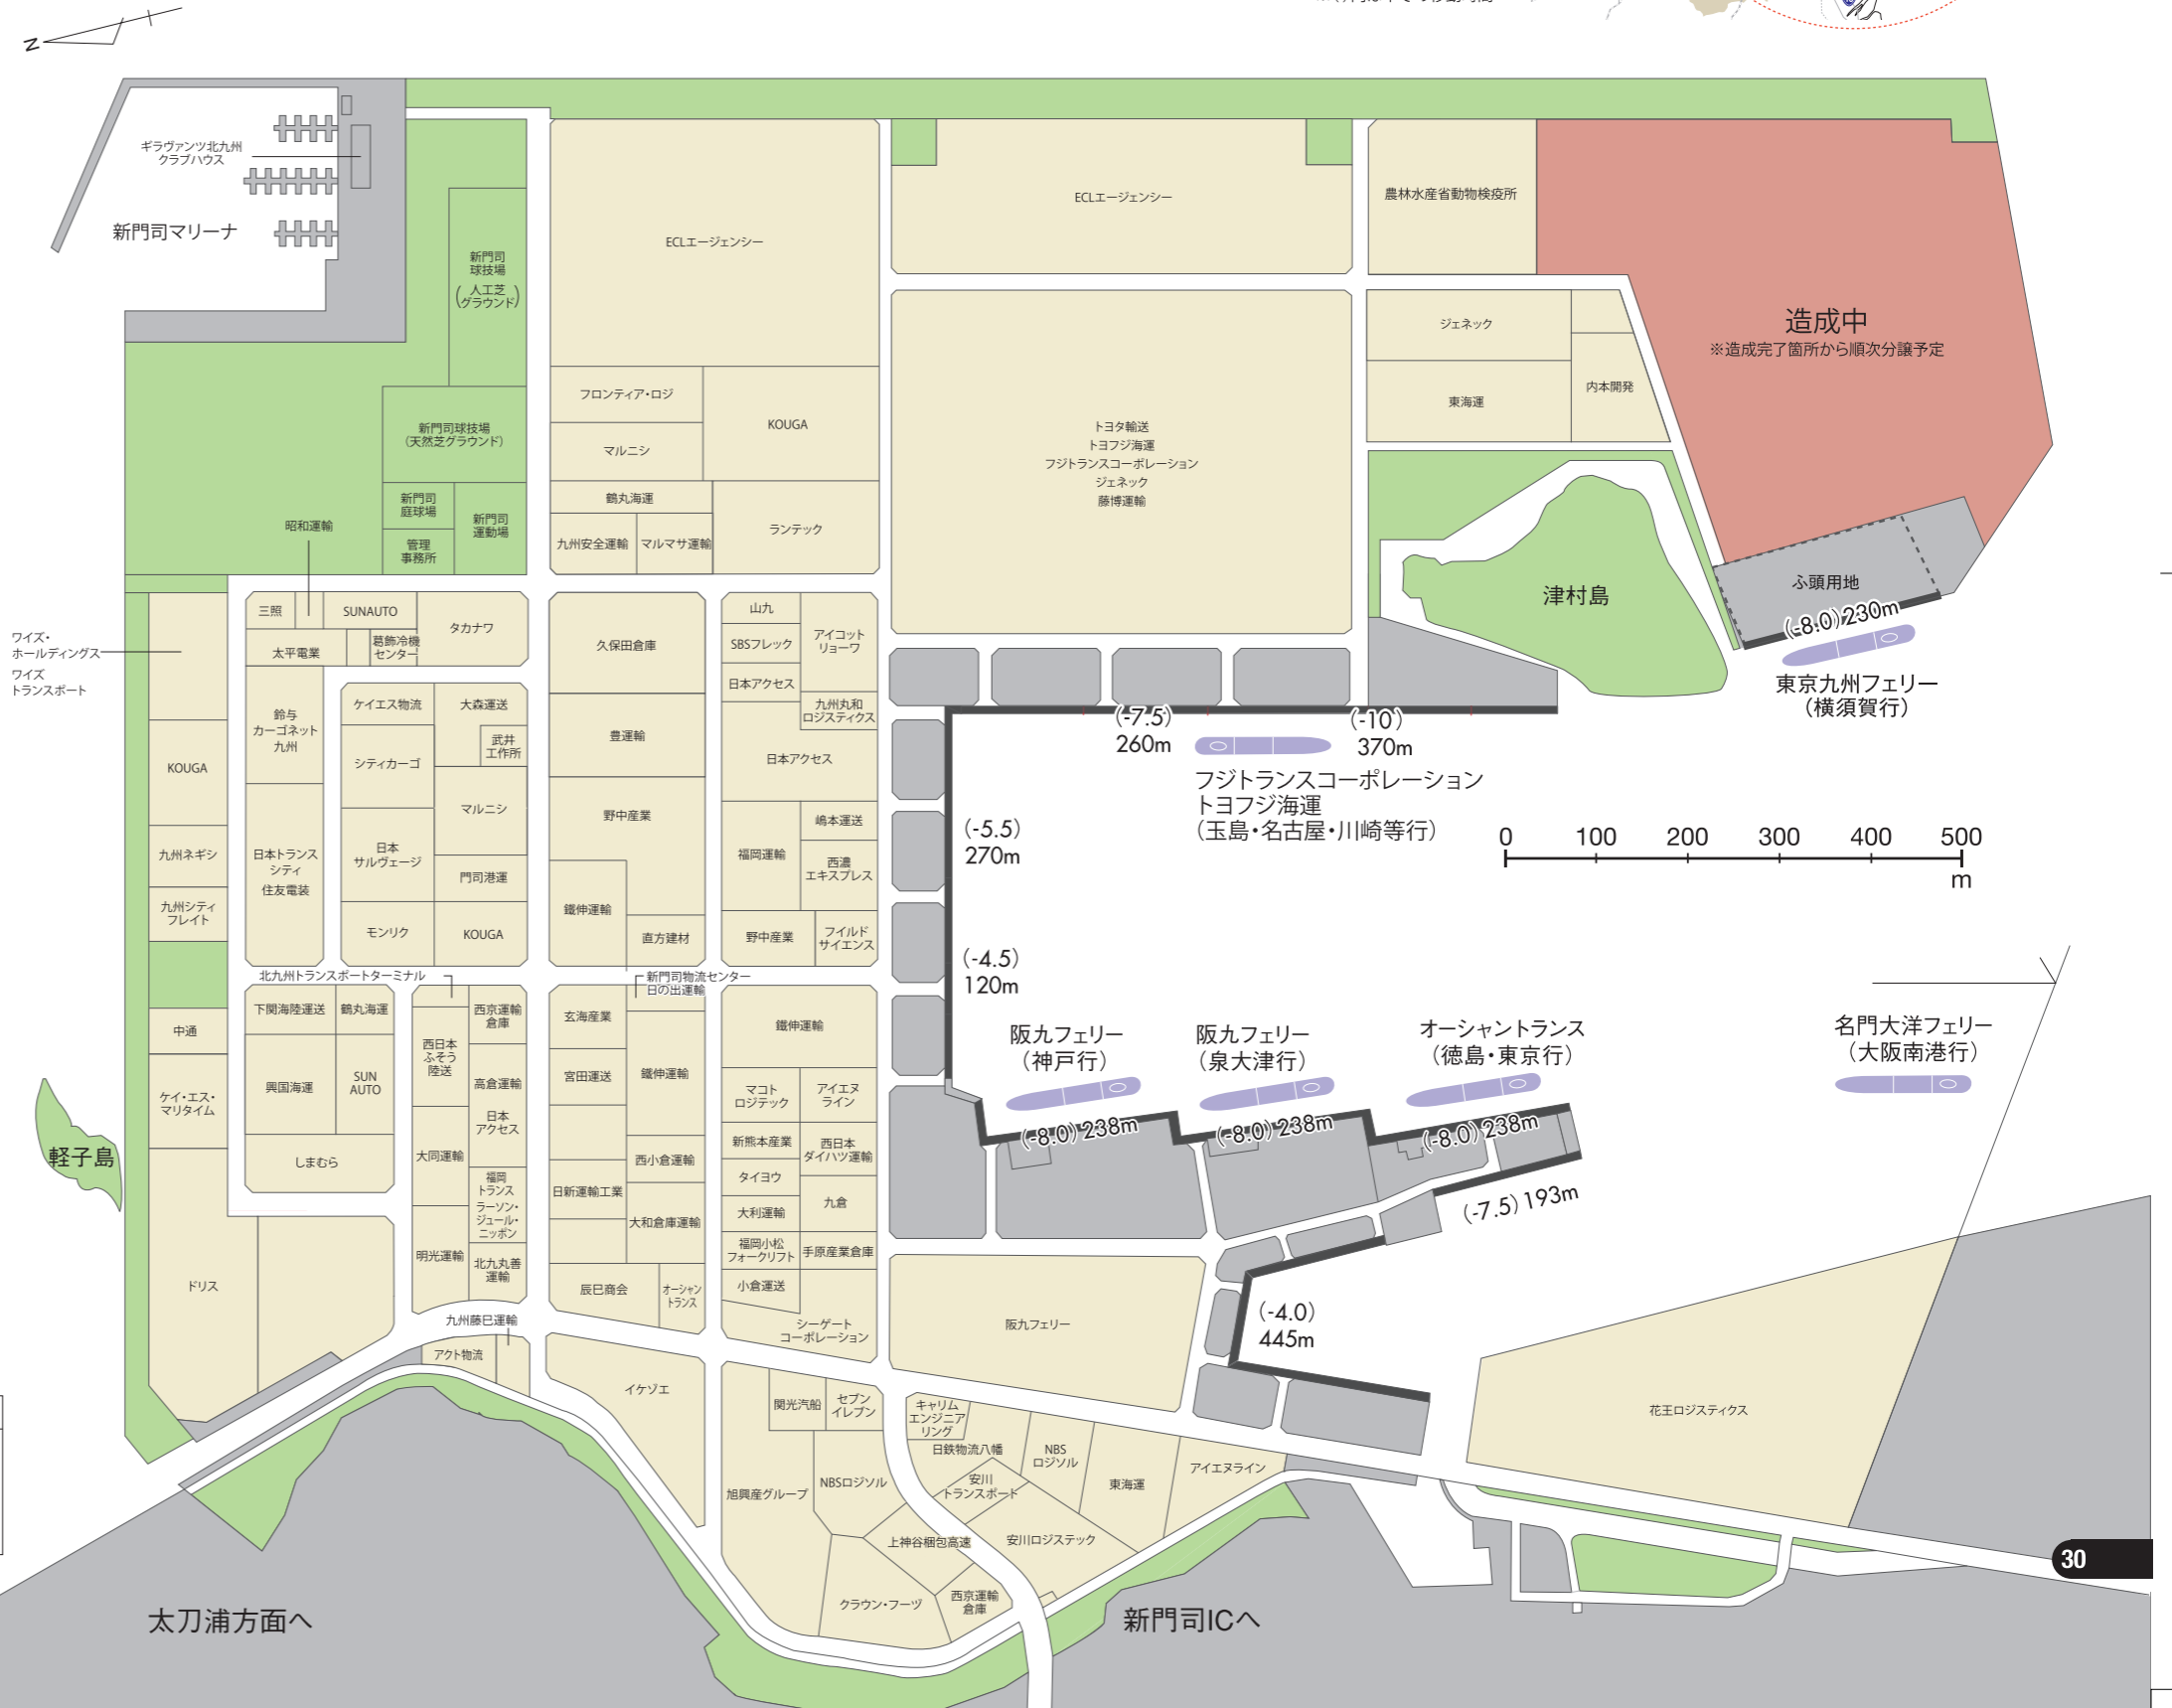 N
ギラヴァンツ北九州
クラブハウス
新門司マリーナ
新門司
球技場
(人工芝
グラウンド)
新門司球技場
(天然芝グラウンド)
新門司
庭球場
管理
事務所
新門司
運動場
ECLエージェンシー
フロンティア・ロジ
マルニシ
KOUGA
鶴丸海運
九州安全運輸
マルマサ運輸
ランテック
ECLエージェンシー
農林水産省動物検疫所
トヨタ輸送
トヨフジ海運
フジトランスコーポレーション
ジェネック
藤博運輸
ジェネック
東海運
内本開発
造成中
※造成完了箇所から順次分譲予定
津村島
ふ頭用地
(-8.0)230m
東京九州フェリー
(横須賀行)
昭和運輸
ワイズ・
ホールディングス
ワイズ
トランスポート
三照
SUNAUTO
タカナワ
太平電業
葛飾冷機
センター
鈴与
カーゴネット
九州
ケイエス物流
大森運送
武井
工作所
シティカーゴ
マルニシ
日本トランス
シティ
住友電装
日本
サルヴェージ
門司港運
モンリク
KOUGA
KOUGA
九州ネギシ
九州シティ
フレイト
中通
ケイ・エス・
マリタイム
ドリス
軽子島
久保田倉庫
豊運輸
野中産業
鐵伸運輸
直方建材
山九
SBSフレック
日本アクセス
アイコット
リョーワ
九州丸和
ロジスティクス
日本アクセス
福岡運輸
嶋本運送
西濃
エキスプレス
野中産業
フイルド
サイエンス
(-7.5)
260m
(-10)
370m
フジトランスコーポレーション
トヨフジ海運
(玉島・名古屋・川崎等行)
(-5.5)
270m
(-4.5)
120m
0 100 200 300 400 500
m
北九州トランスポートターミナル
新門司物流センター
日の出運輸
下関海陸運送
鶴丸海運
興国海運
SUN
AUTO
しまむら
西京運輸
倉庫
西日本
ふそう
陸送
高倉運輸
日本
アクセス
大同運輸
福岡
トランス
ラーソン・
ジュール・
ニッポン
明光運輸
北九丸善
運輸
玄海産業
宮田運送
鐵伸運輸
西小倉運輸
日新運輸工業
大和倉庫運輸
辰巳商会
オーシャン
トランス
鐵伸運輸
マコト
ロジテック
アイエヌ
ライン
新熊本産業
西日本
ダイハツ運輸
タイヨウ
九倉
大利運輸
福岡小松
フォークリフト
手原産業倉庫
小倉運送
シーゲート
コーポレーション
阪九フェリー
(神戸行)
阪九フェリー
(泉大津行)
オーシャントランス
(徳島・東京行)
名門大洋フェリー
(大阪南港行)
(-8.0)238m
(-8.0)238m
(-8.0)238m
(-7.5)193m
(-4.0)
445m
阪九フェリー
九州藤巳運輸
アクト物流
イケゾエ
関光汽船
セブン
イレブン
旭興産グループ
NBSロジソル
キャリム
エンジニア
リング
日鉄物流八幡
NBS
ロジソル
安川
トランスポート
東海運
アイエヌライン
安川ロジステック
上神谷梱包高速
クラウン・フーヅ
西京運輸
倉庫
花王ロジスティクス
太刀浦方面へ
新門司ICへ
30